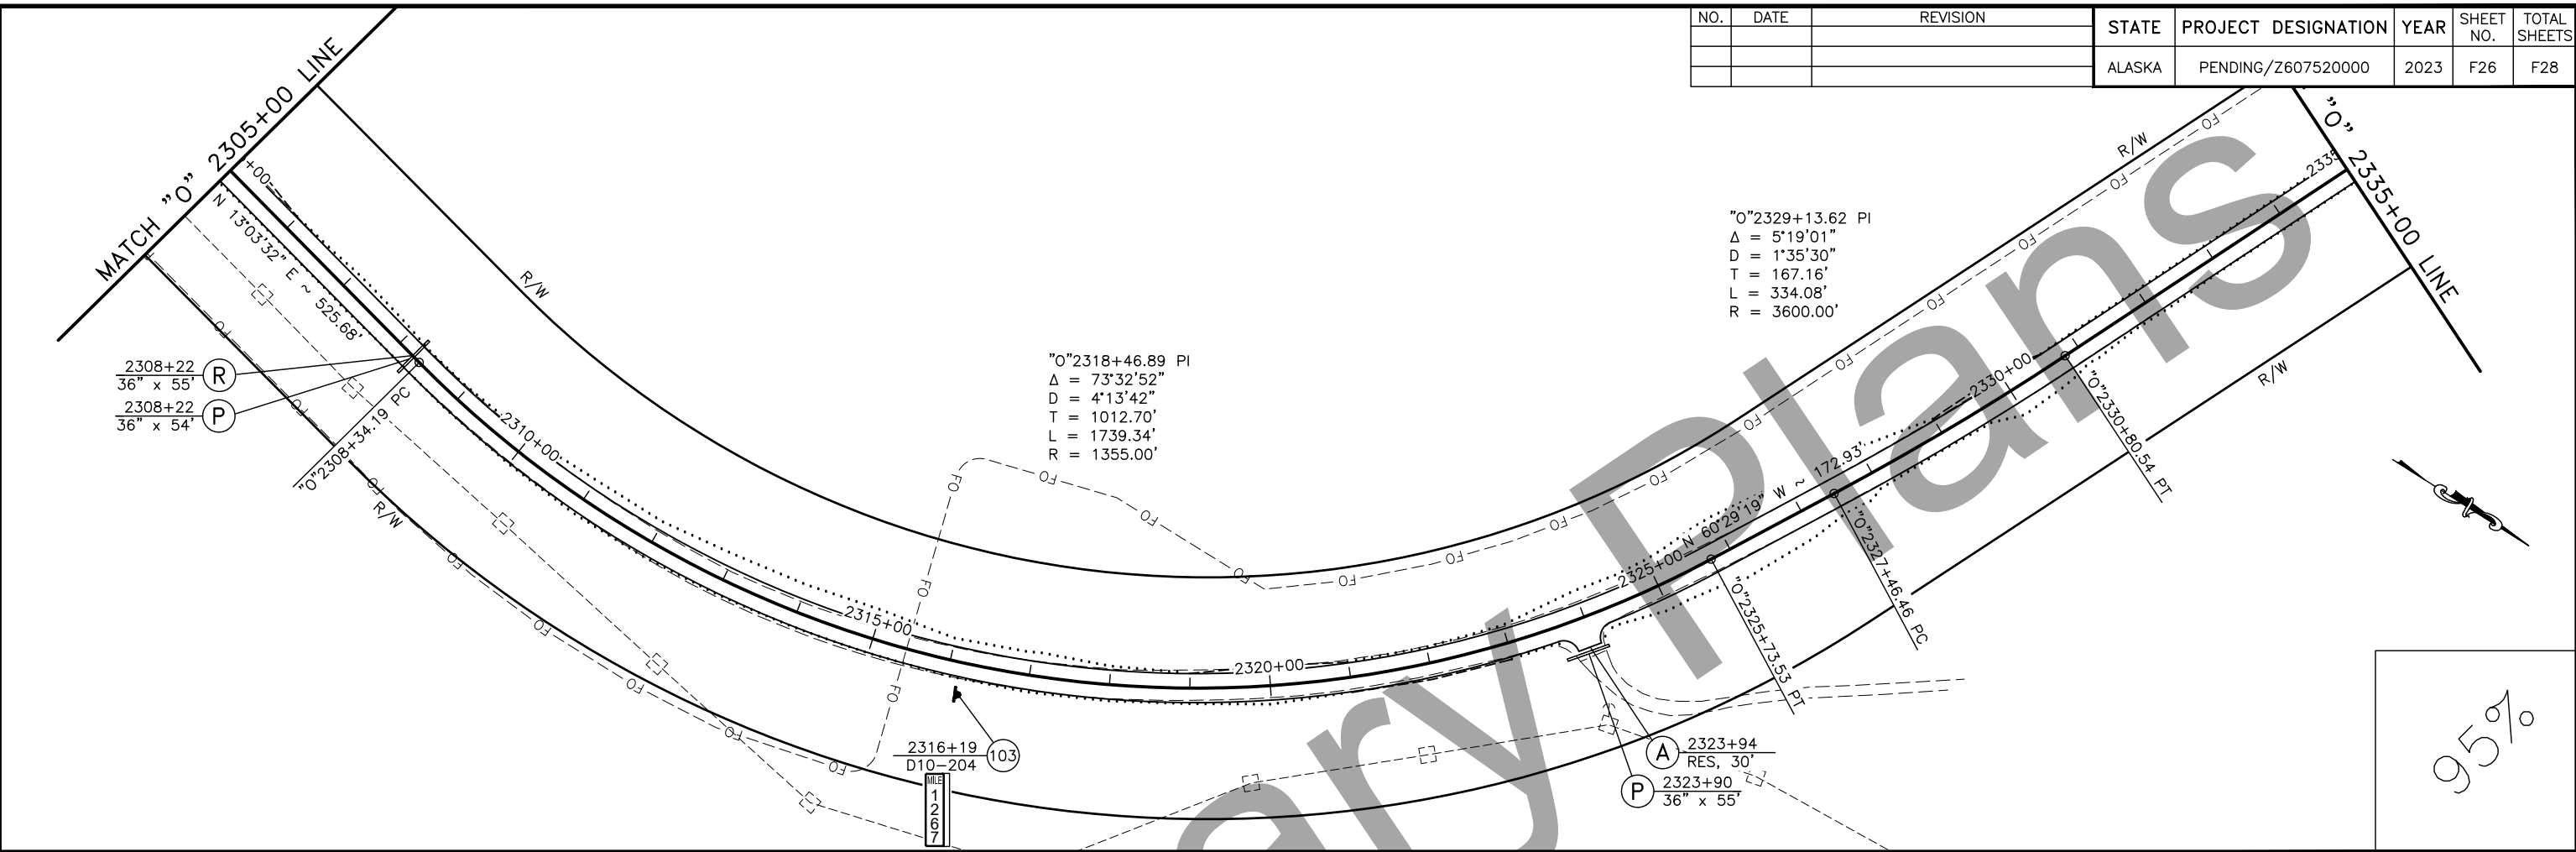 NO. DATE REVISION
STATE PROJECT DESIGNATION YEAR SHEET NO. TOTAL SHEETS
ALASKA PENDING/Z607520000 2023 F26 F28
MATCH "O" 2305+00 LINE
+00
N 13°03'32" E ~ 525.68'
R/W
2308+22
36" x 55'
R
2308+22
36" x 54'
P
"O"2308+34.19 PC
R/W
2310+00
2315+00
"O"2318+46.89 PI
Δ = 73°32'52"
D = 4°13'42"
T = 1012.70'
L = 1739.34'
R = 1355.00'
FO
2316+19
D10-204
103
MILE
1
2
6
7
2320+00
2325+00
N 60°29'19" W ~ 172.93'
"O"2325+73.53 PT
"O"2327+46.46 PC
A
2323+94
RES, 30'
P
2323+90
36" x 55'
"O"2329+13.62 PI
Δ = 5°19'01"
D = 1°35'30"
T = 167.16'
L = 334.08'
R = 3600.00'
2330+00
"O"2330+80.54 PT
R/W
R/W
2335
"O" 2335+00 LINE
ary Plans
95%